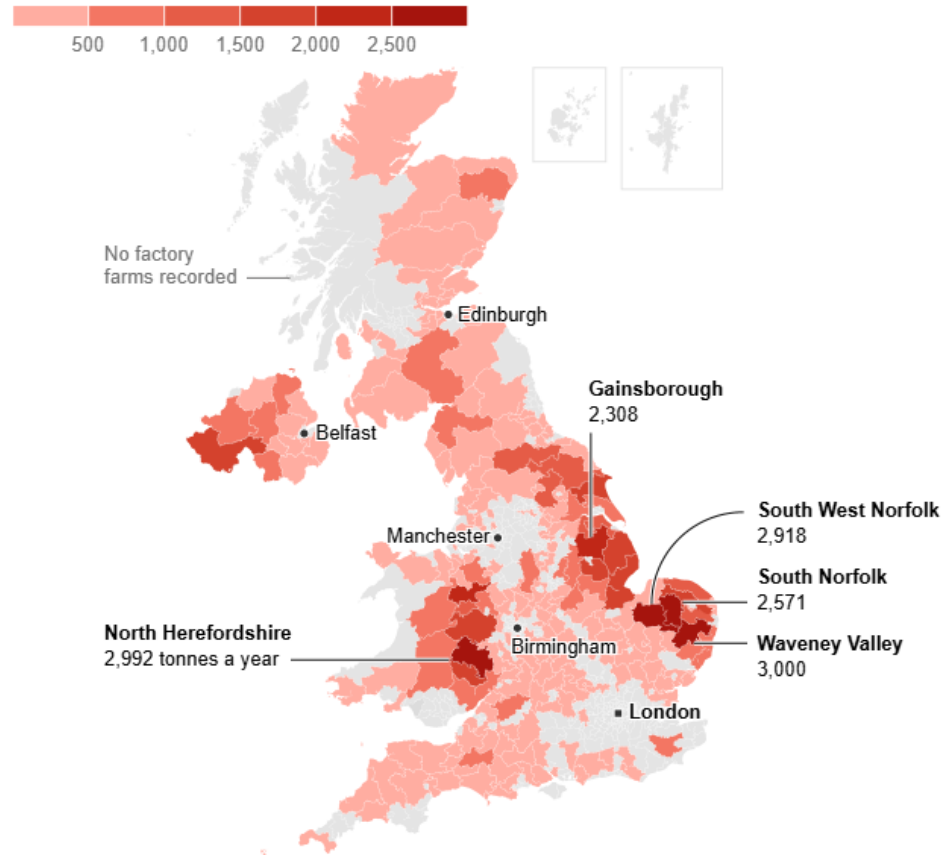 500 1,000 1,500 2,000 2,500
No factory
farms recorded
Edinburgh
Gainsborough
2,308
Belfast
South West Norfolk
2,918
Manchester
South Norfolk
2,571
North Herefordshire
2,992 tonnes a year
Birmingham
Waveney Valley
3,000
London